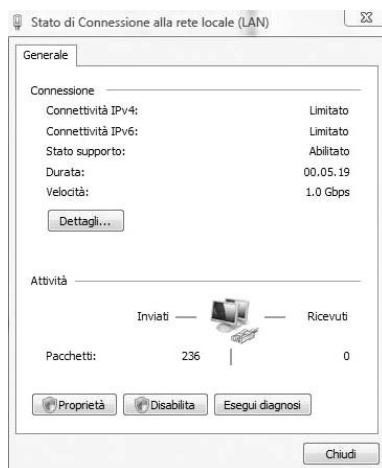 Stato di Connessione alla rete locale (LAN)
Generale
Connessione
Connettività IPv4: Limitato
Connettività IPv6: Limitato
Stato supporto: Abilitato
Durata: 00.05.19
Velocità: 1.0 Gbps
Dettagli...
Attività
Inviati Ricevuti
Pacchetti: 236 0
Proprietà Disabilita Esegui diagnosi
Chiudi